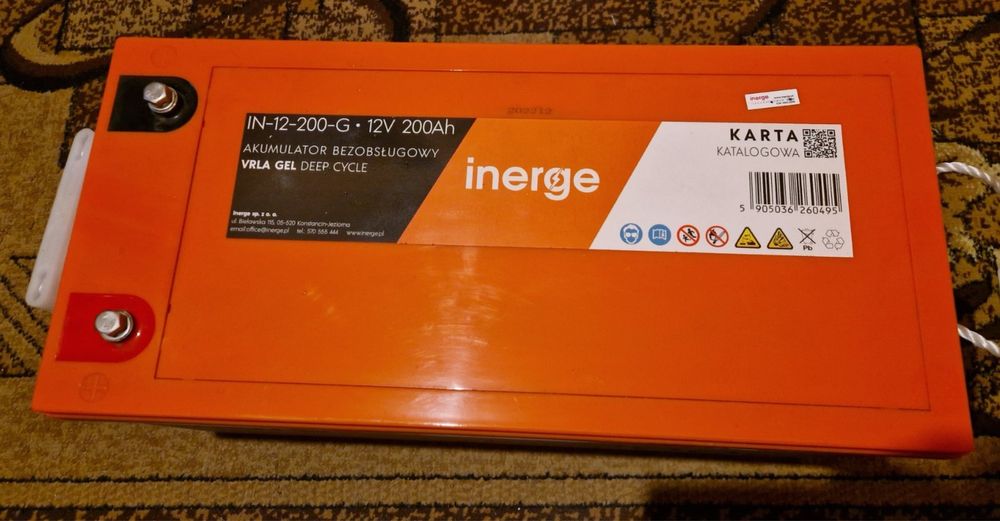 IN-12-200-G • 12V 200Ah
AKUMULATOR BEZOBSŁUGOWY
VRLA GEL DEEP CYCLE
Inerge sp. z o. o.
ul. Bielawska 115, 05-520 Konstancin-Jeziorna
email:office@inerge.pl tel.: 570 555 444 www.inerge.pl
inerge
KARTA
KATALOGOWA
5 905036 260495
Pb
inerge